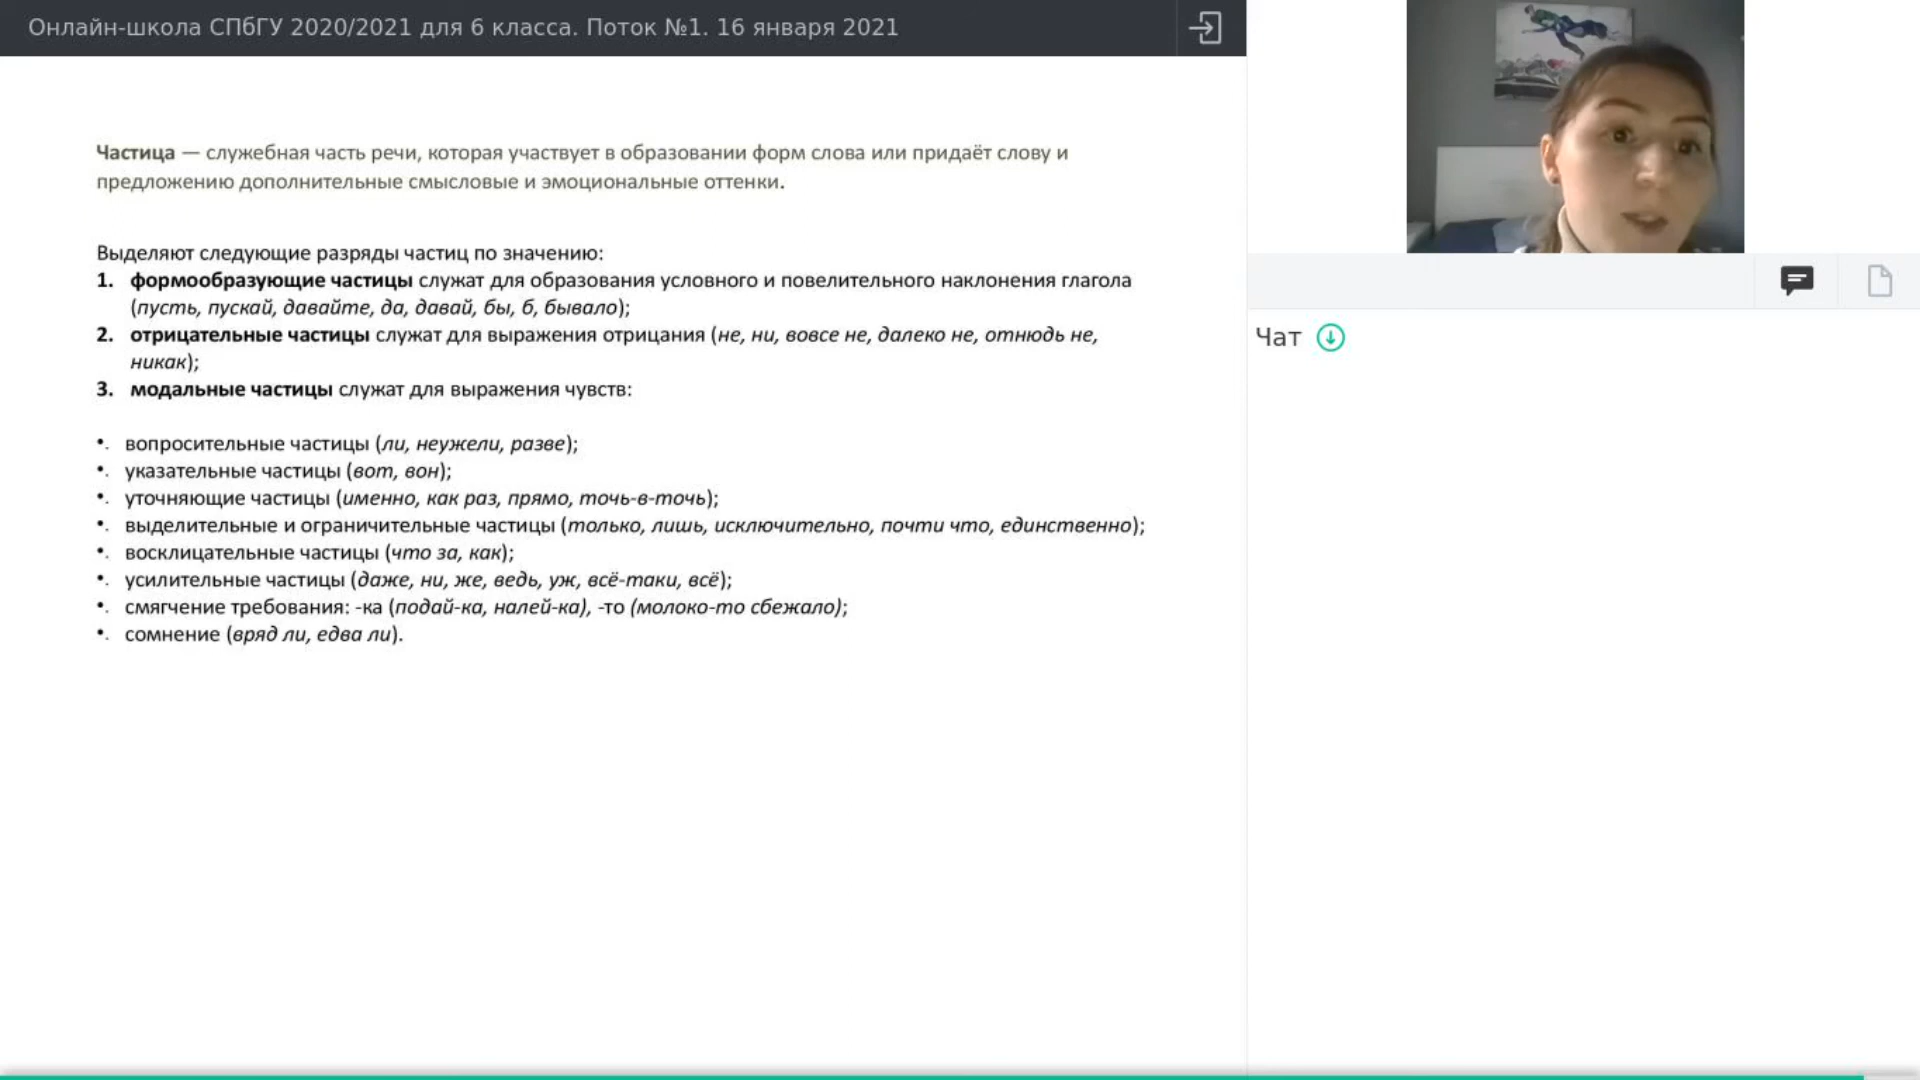 Онлайн-школа СПбГУ 2020/2021 для 6 класса. Поток №1. 16 января 2021
Частица — служебная часть речи, которая участвует в образовании форм слова или придаёт слову и
предложению дополнительные смысловые и эмоциональные оттенки.
Выделяют следующие разряды частиц по значению:
1. формообразующие частицы служат для образования условного и повелительного наклонения глагола
(пусть, пускай, давайте, да, давай, бы, б, бывало);
2. отрицательные частицы служат для выражения отрицания (не, ни, вовсе не, далеко не, отнюдь не,
никак);
3. модальные частицы служат для выражения чувств:
• вопросительные частицы (ли, неужели, разве);
• указательные частицы (вот, вон);
• уточняющие частицы (именно, как раз, прямо, точь-в-точь);
• выделительные и ограничительные частицы (только, лишь, исключительно, почти что, единственно);
• восклицательные частицы (что за, как);
• усилительные частицы (даже, ни, же, ведь, уж, всё-таки, всё);
• смягчение требования: -ка (подай-ка, налей-ка), -то (молоко-то сбежало);
• сомнение (вряд ли, едва ли).
Чат